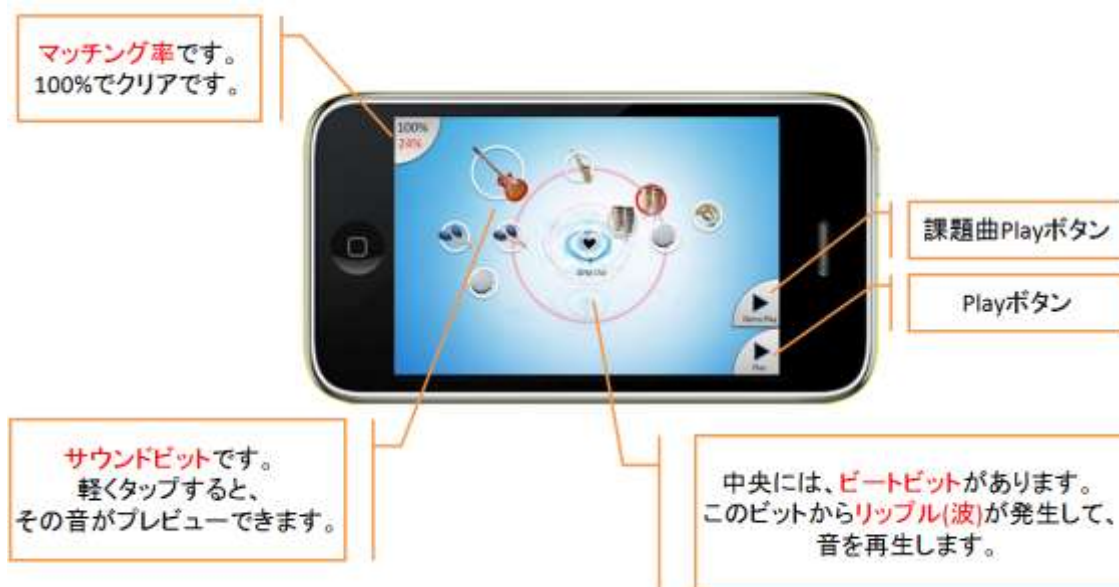 マッチング率です。
100%でクリアです。
100%
24%
課題曲Playボタン
Playボタン
Demo Play
Play
サウンドビットです。
軽くタップすると、
その音がプレビューできます。
中央には、ビートビットがあります。
このビットからリップル(波)が発生して、
音を再生します。